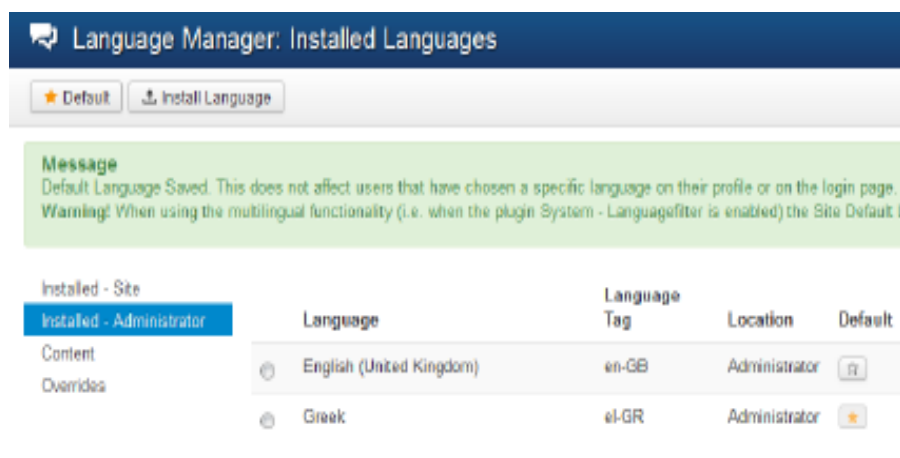 Language Manager: Installed Languages
Default
Install Language
Message
Default Language Saved. This does not affect users that have chosen a specific language on their profile or on the login page.
Warning! When using the multilingual functionality (i.e. when the plugin System - Languagefilter is enabled) the Site Default
Installed - Site
Installed - Administrator
Content
Overrides
Language
Language Tag
Location
Default
English (United Kingdom)
en-GB
Administrator
Greek
el-GR
Administrator